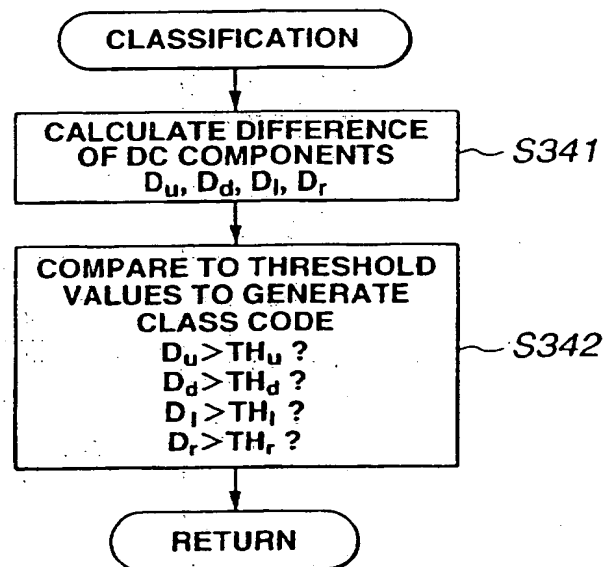 CLASSIFICATION
CALCULATE DIFFERENCE
OF DC COMPONENTS
Du, Dd, Dl, Dr
S341
COMPARE TO THRESHOLD
VALUES TO GENERATE
CLASS CODE
Du>THu ?
Dd>THd ?
Dl>THl ?
Dr>THr ?
S342
RETURN